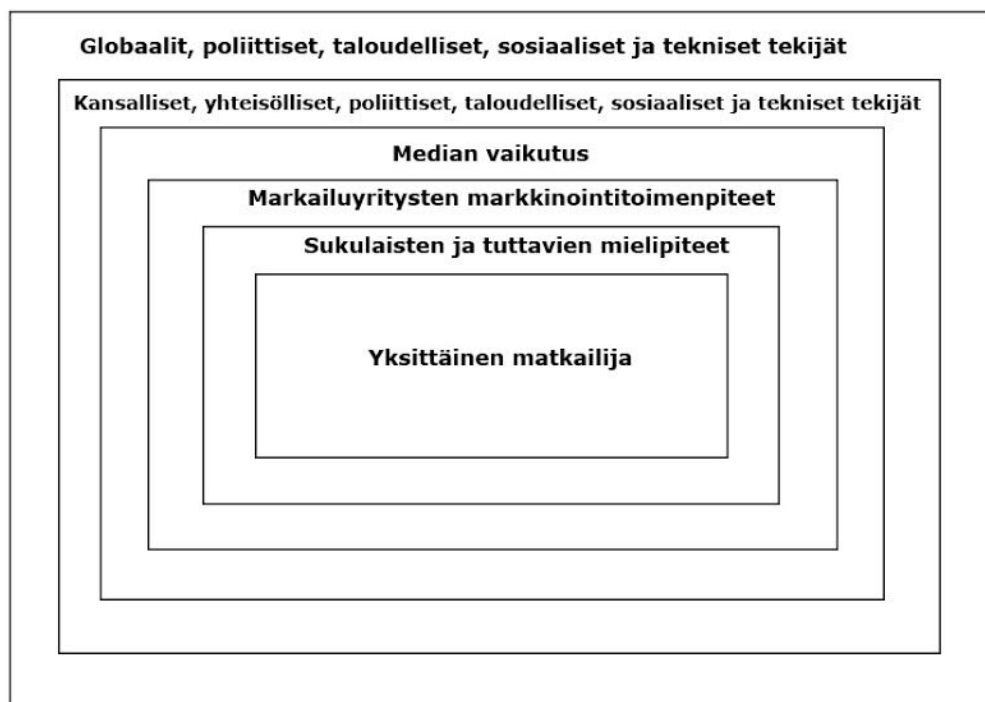 Globaalit, poliittiset, taloudelliset, sosiaaliset ja tekniset tekijät
Kansalliset, yhteisölliset, poliittiset, taloudelliset, sosiaaliset ja tekniset tekijät
Median vaikutus
Markailuyritysten markkinointitoimenpiteet
Sukulaisten ja tuttavien mielipiteet
Yksittäinen matkailija